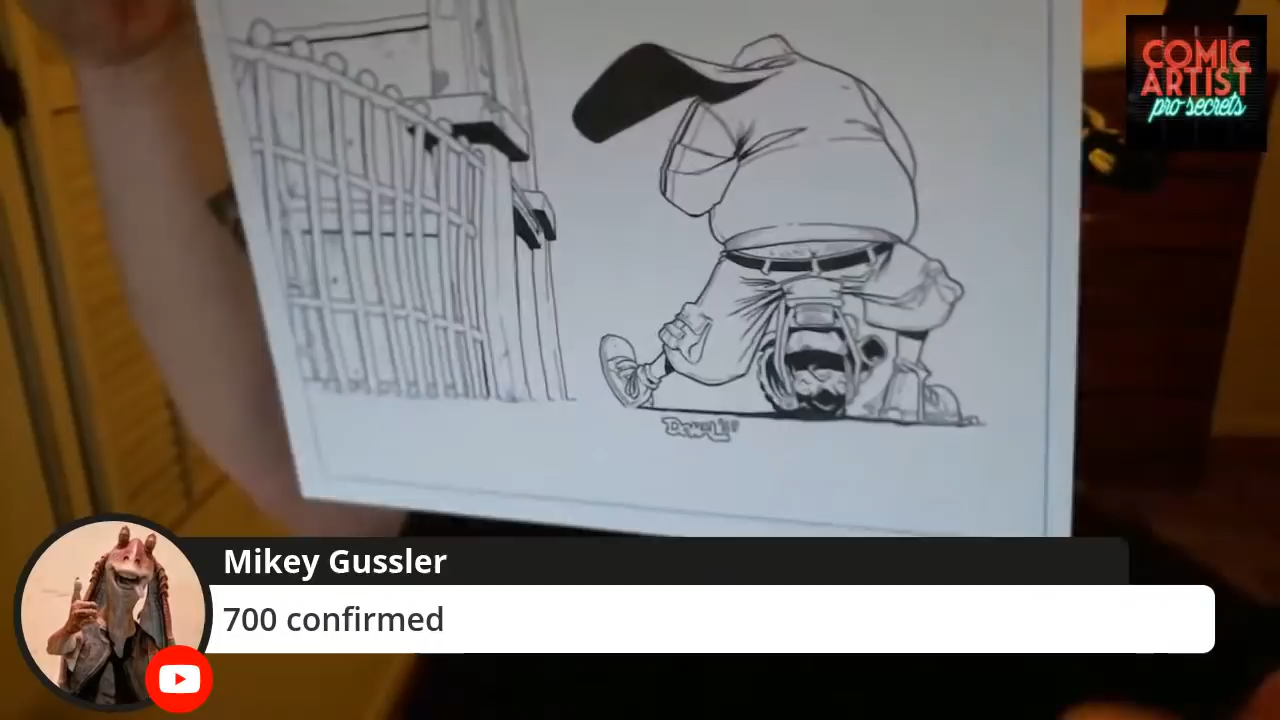 COMIC
ARTIST
pro secrets
Mikey Gussler
700 confirmed